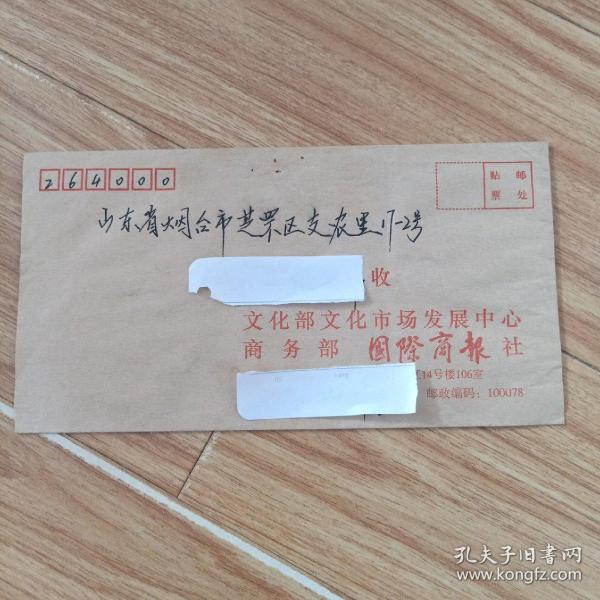 264000
贴邮
票处
山东省烟台市芝罘区支农里17-2号
收
文化部文化市场发展中心
商务部 国际商报 社
14号楼106室
邮政编码：100078
孔夫子旧书网
www.kongfz.com